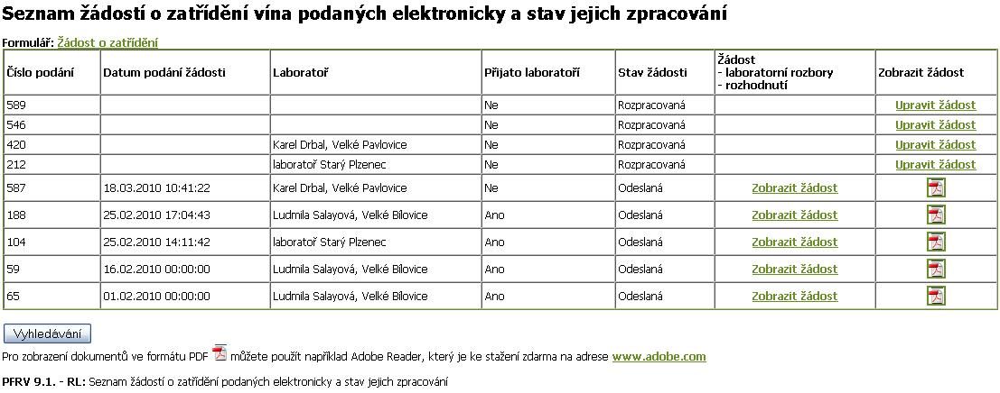 Seznam žádostí o zatřídění vína podaných elektronicky a stav jejich zpracování
Formulář: Žádost o zatřídění
Číslo podání Datum podání žádosti Laboratoř Přijato laboratoří Stav žádosti Žádost - laboratorní rozbory - rozhodnutí Zobrazit žádost
589 Ne Rozpracovaná Upravit žádost
546 Ne Rozpracovaná Upravit žádost
420 Karel Drbal, Velké Pavlovice Ne Rozpracovaná Upravit žádost
212 laboratoř Starý Plzenec Ne Rozpracovaná Upravit žádost
587 18.03.2010 10:41:22 Karel Drbal, Velké Pavlovice Ne Odeslaná Zobrazit žádost
188 25.02.2010 17:04:43 Ludmila Salayová, Velké Bílovice Ano Odeslaná Zobrazit žádost
104 25.02.2010 14:11:42 laboratoř Starý Plzenec Ano Odeslaná Zobrazit žádost
59 16.02.2010 00:00:00 Ludmila Salayová, Velké Bílovice Ano Odeslaná Zobrazit žádost
65 01.02.2010 00:00:00 Ludmila Salayová, Velké Bílovice Ano Odeslaná Zobrazit žádost
Vyhledávání
Pro zobrazení dokumentů ve formátu PDF můžete použít například Adobe Reader, který je ke stažení zdarma na adrese www.adobe.com
PFRV 9.1. - RL: Seznam žádostí o zatřídění podaných elektronicky a stav jejich zpracování